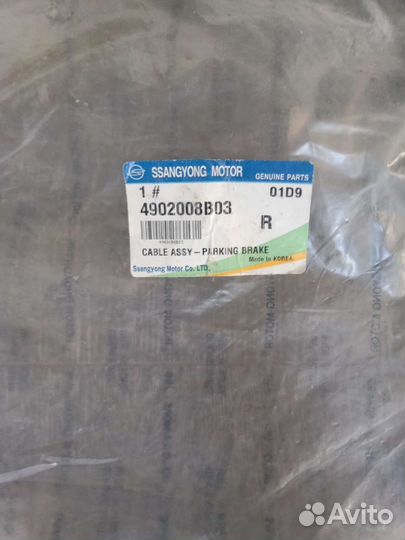 SSANGYONG MOTOR GENUINE PARTS
1 # 01D9
4902008B03 R
CABLE ASSY-PARKING BRAKE
Made in KOREA
Ssangyong Motor Co. LTD.
Avito